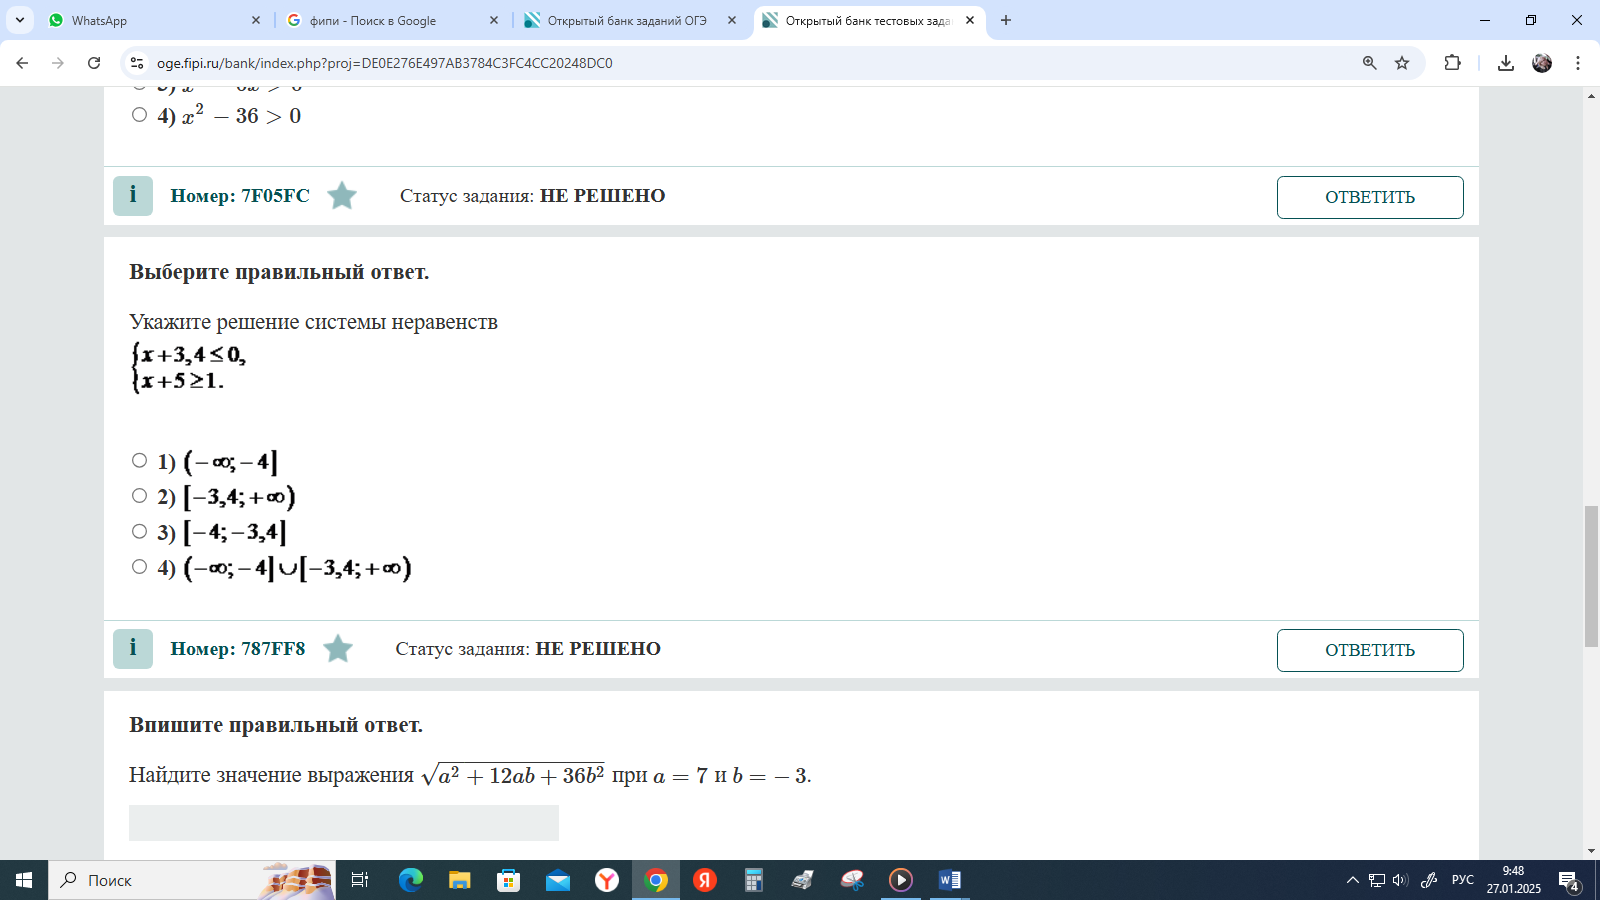 WhatsApp
фипи - Поиск в Google
Открытый банк заданий ОГЭ
Открытый банк тестовых зада
oge.fipi.ru/bank/index.php?proj=DE0E276E497AB3784C3FC4CC20248DC0
4) x² − 36 > 0
i Номер: 7F05FC Статус задания: НЕ РЕШЕНО ОТВЕТИТЬ
Выберите правильный ответ.
Укажите решение системы неравенств
{x+3,4≤0,
x+5≥1.
1) (−∞;−4]
2) [−3,4;+∞)
3) [−4;−3,4]
4) (−∞;−4]∪[−3,4;+∞)
i Номер: 787FF8 Статус задания: НЕ РЕШЕНО ОТВЕТИТЬ
Впишите правильный ответ.
Найдите значение выражения √a² + 12ab + 36b² при a = 7 и b = − 3.
Поиск
РУС
9:48
27.01.2025
4